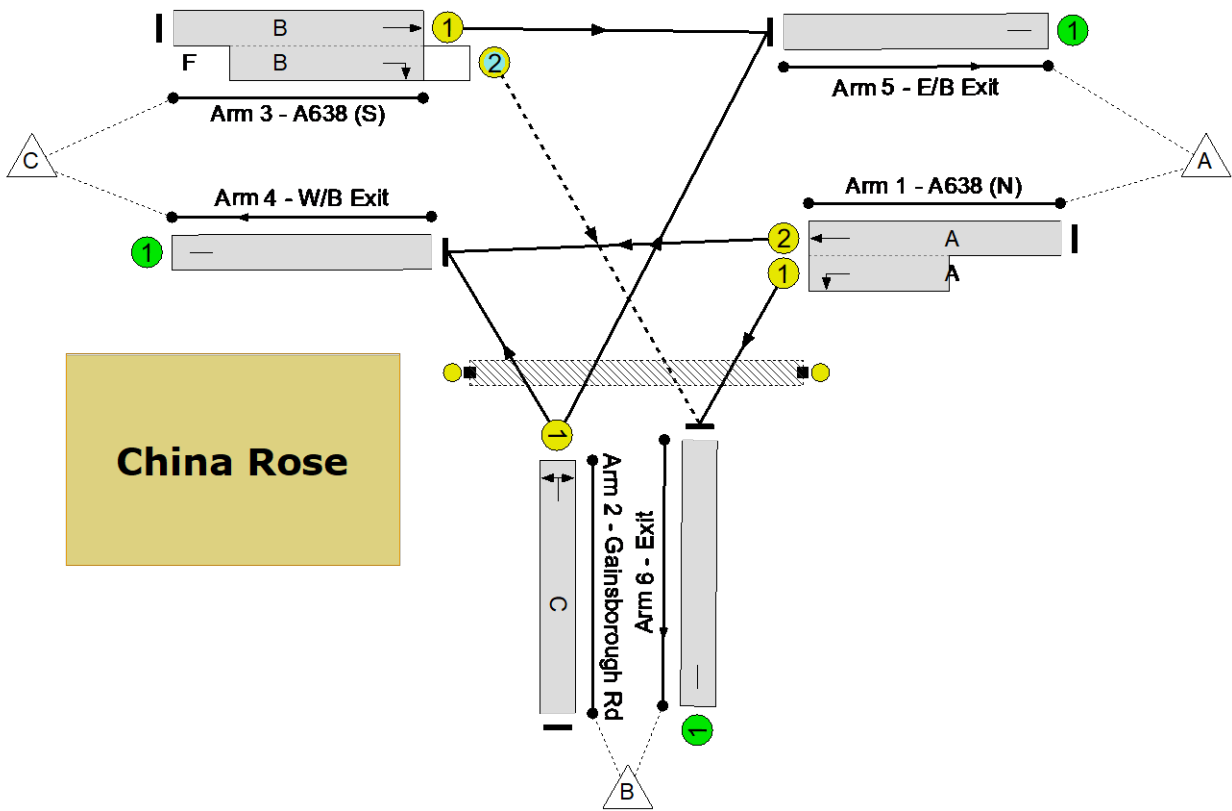 B
1
1
F
B
2
Arm 5 - E/B Exit
Arm 3 - A638 (S)
C
A
Arm 4 - W/B Exit
Arm 1 - A638 (N)
1
2
A
1
A
China Rose
1
Arm 2 - Gainsborough Rd
Arm 6 - Exit
C
1
B